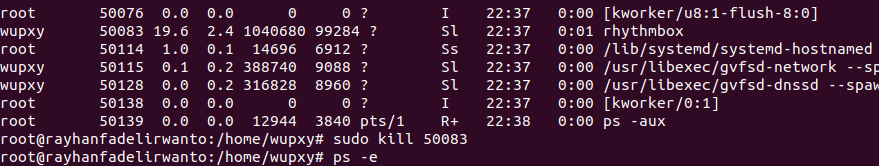 root 50076 0.0 0.0 0 0 ? I 22:37 0:00 [kworker/u8:1-flush-8:0]
wupxy 50083 19.6 2.4 1040680 99284 ? Sl 22:37 0:01 rhythmbox
root 50114 1.0 0.1 14696 6912 ? Ss 22:37 0:00 /lib/systemd/systemd-hostnamed
wupxy 50115 0.1 0.2 388740 9088 ? Sl 22:37 0:00 /usr/libexec/gvfsd-network --sp
wupxy 50128 0.0 0.2 316828 8960 ? Sl 22:37 0:00 /usr/libexec/gvfsd-dnssd --spaw
root 50138 0.0 0.0 0 0 ? I 22:37 0:00 [kworker/0:1]
root 50139 0.0 0.0 12944 3840 pts/1 R+ 22:38 0:00 ps -aux
root@rayhanfadelirwanto:/home/wupxy# sudo kill 50083
root@rayhanfadelirwanto:/home/wupxy# ps -e